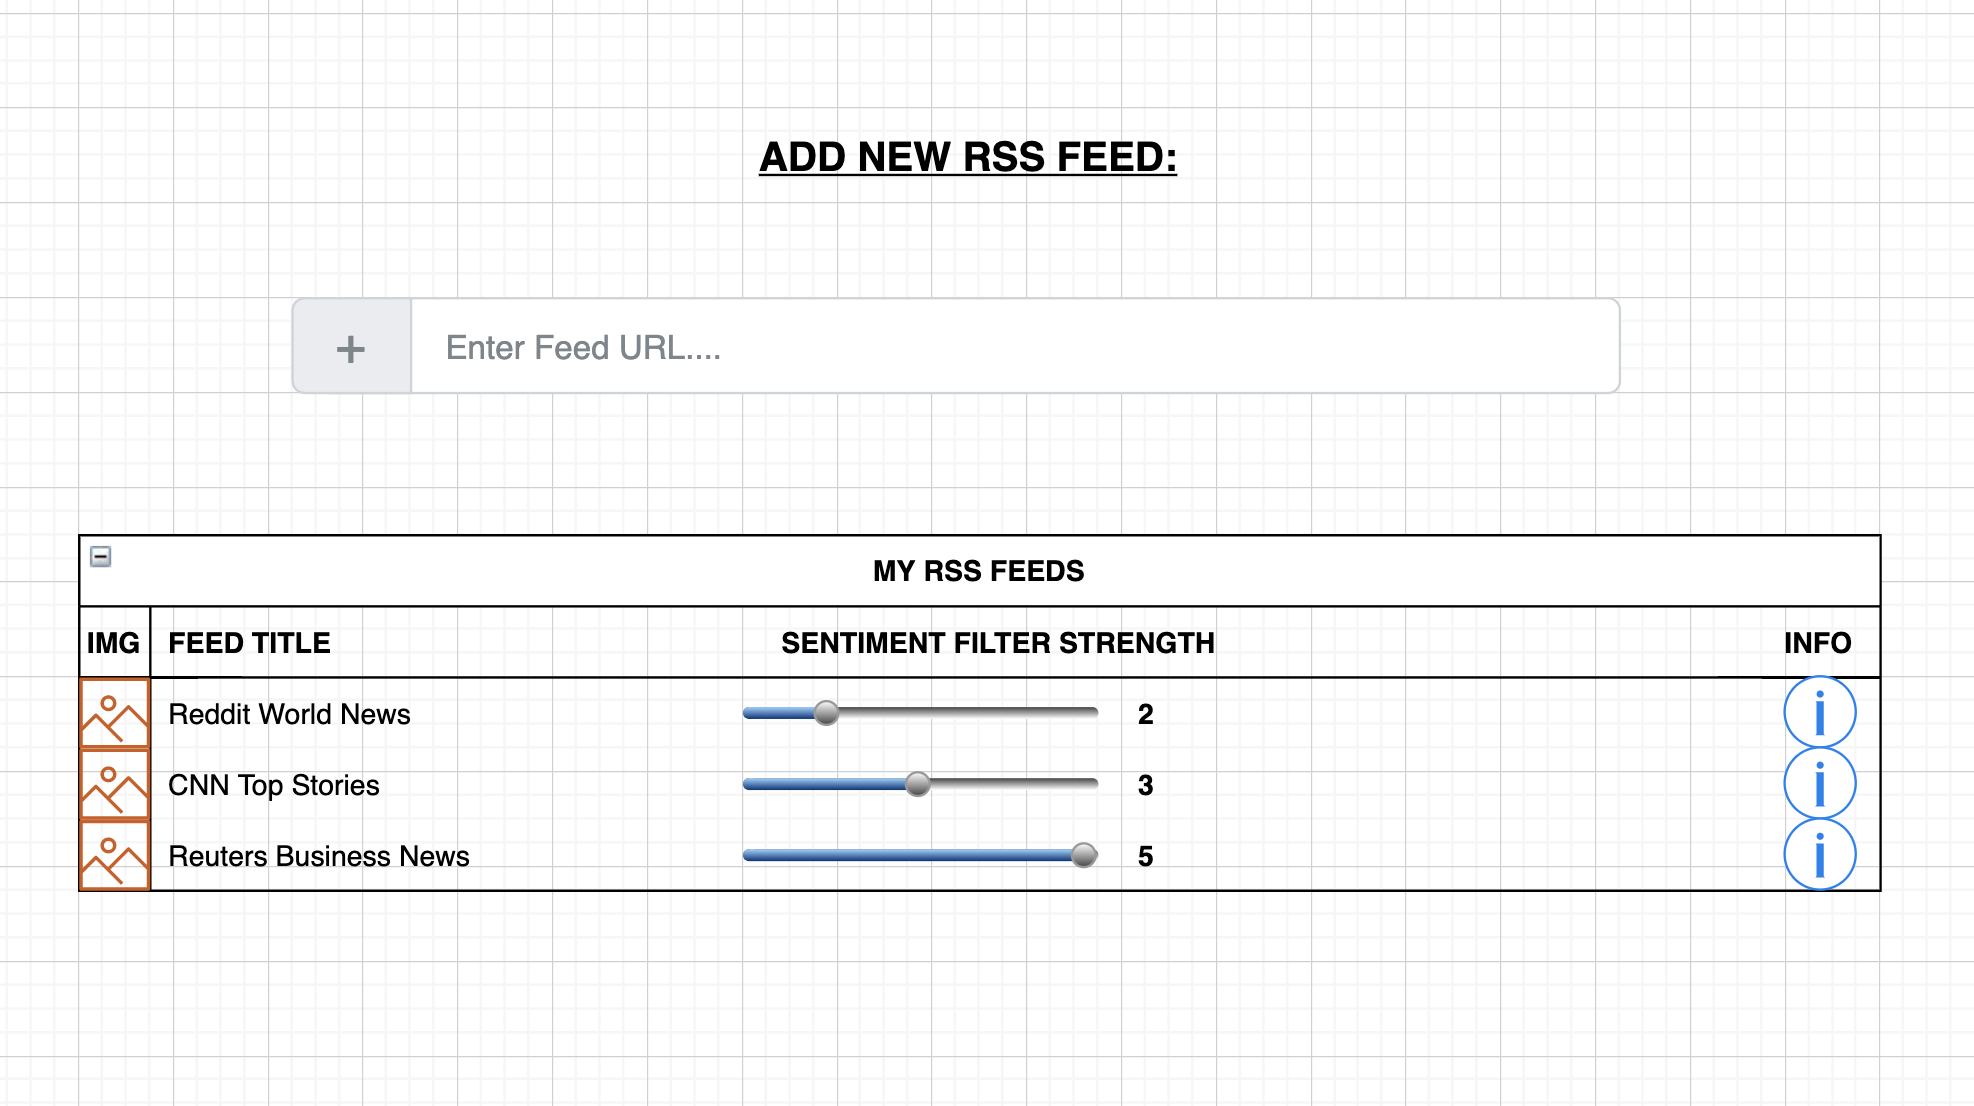 ADD NEW RSS FEED:
+ Enter Feed URL....
MY RSS FEEDS
IMG FEED TITLE SENTIMENT FILTER STRENGTH INFO
Reddit World News 2 i
CNN Top Stories 3 i
Reuters Business News 5 i